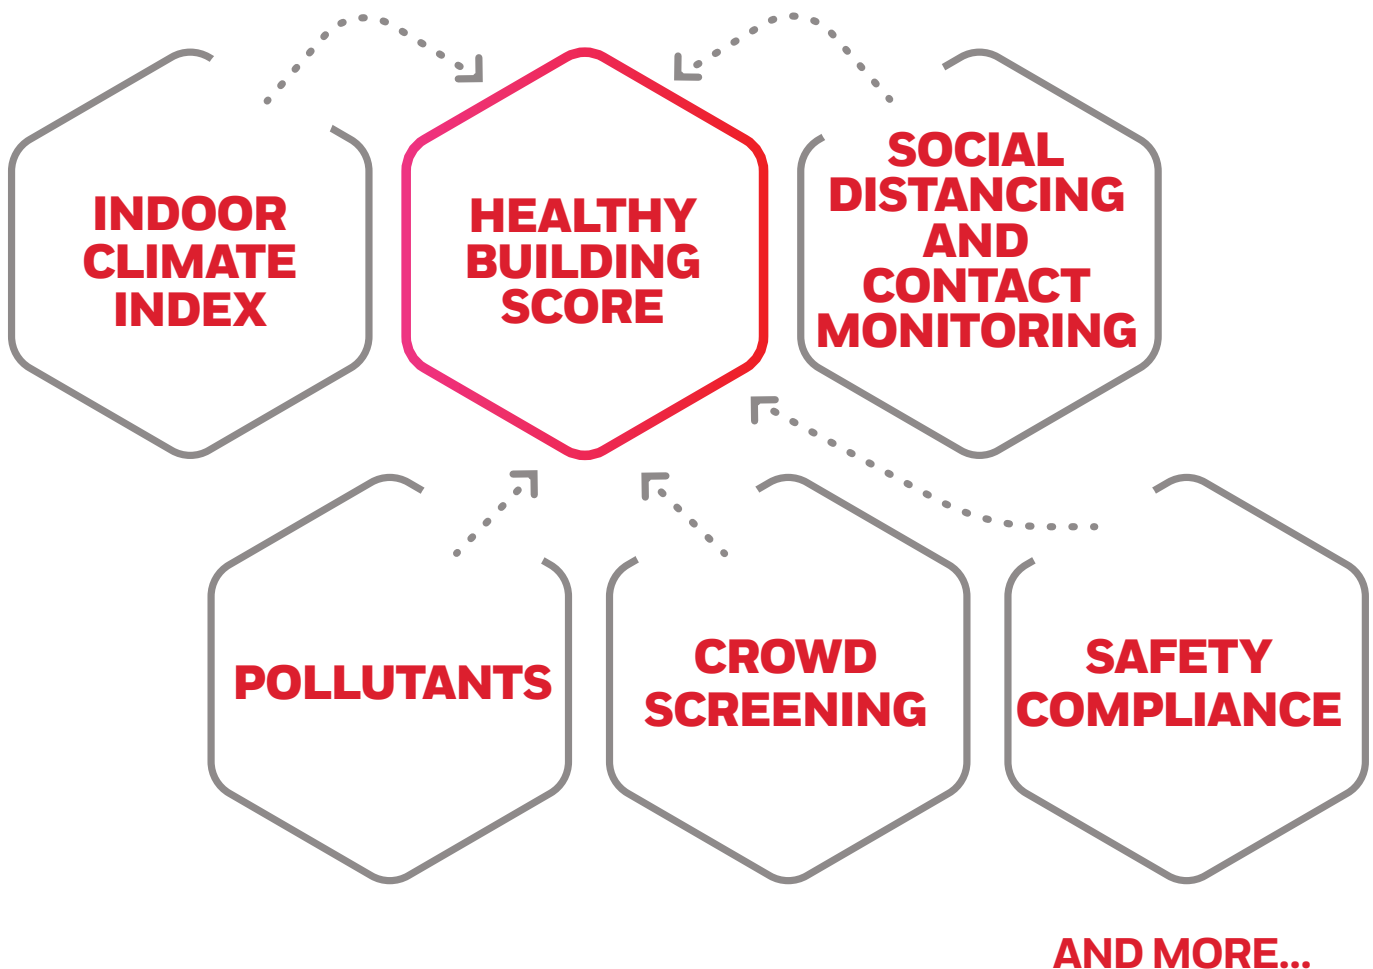 INDOOR
CLIMATE
INDEX
HEALTHY
BUILDING
SCORE
SOCIAL
DISTANCING
AND
CONTACT
MONITORING
POLLUTANTS
CROWD
SCREENING
SAFETY
COMPLIANCE
AND MORE...